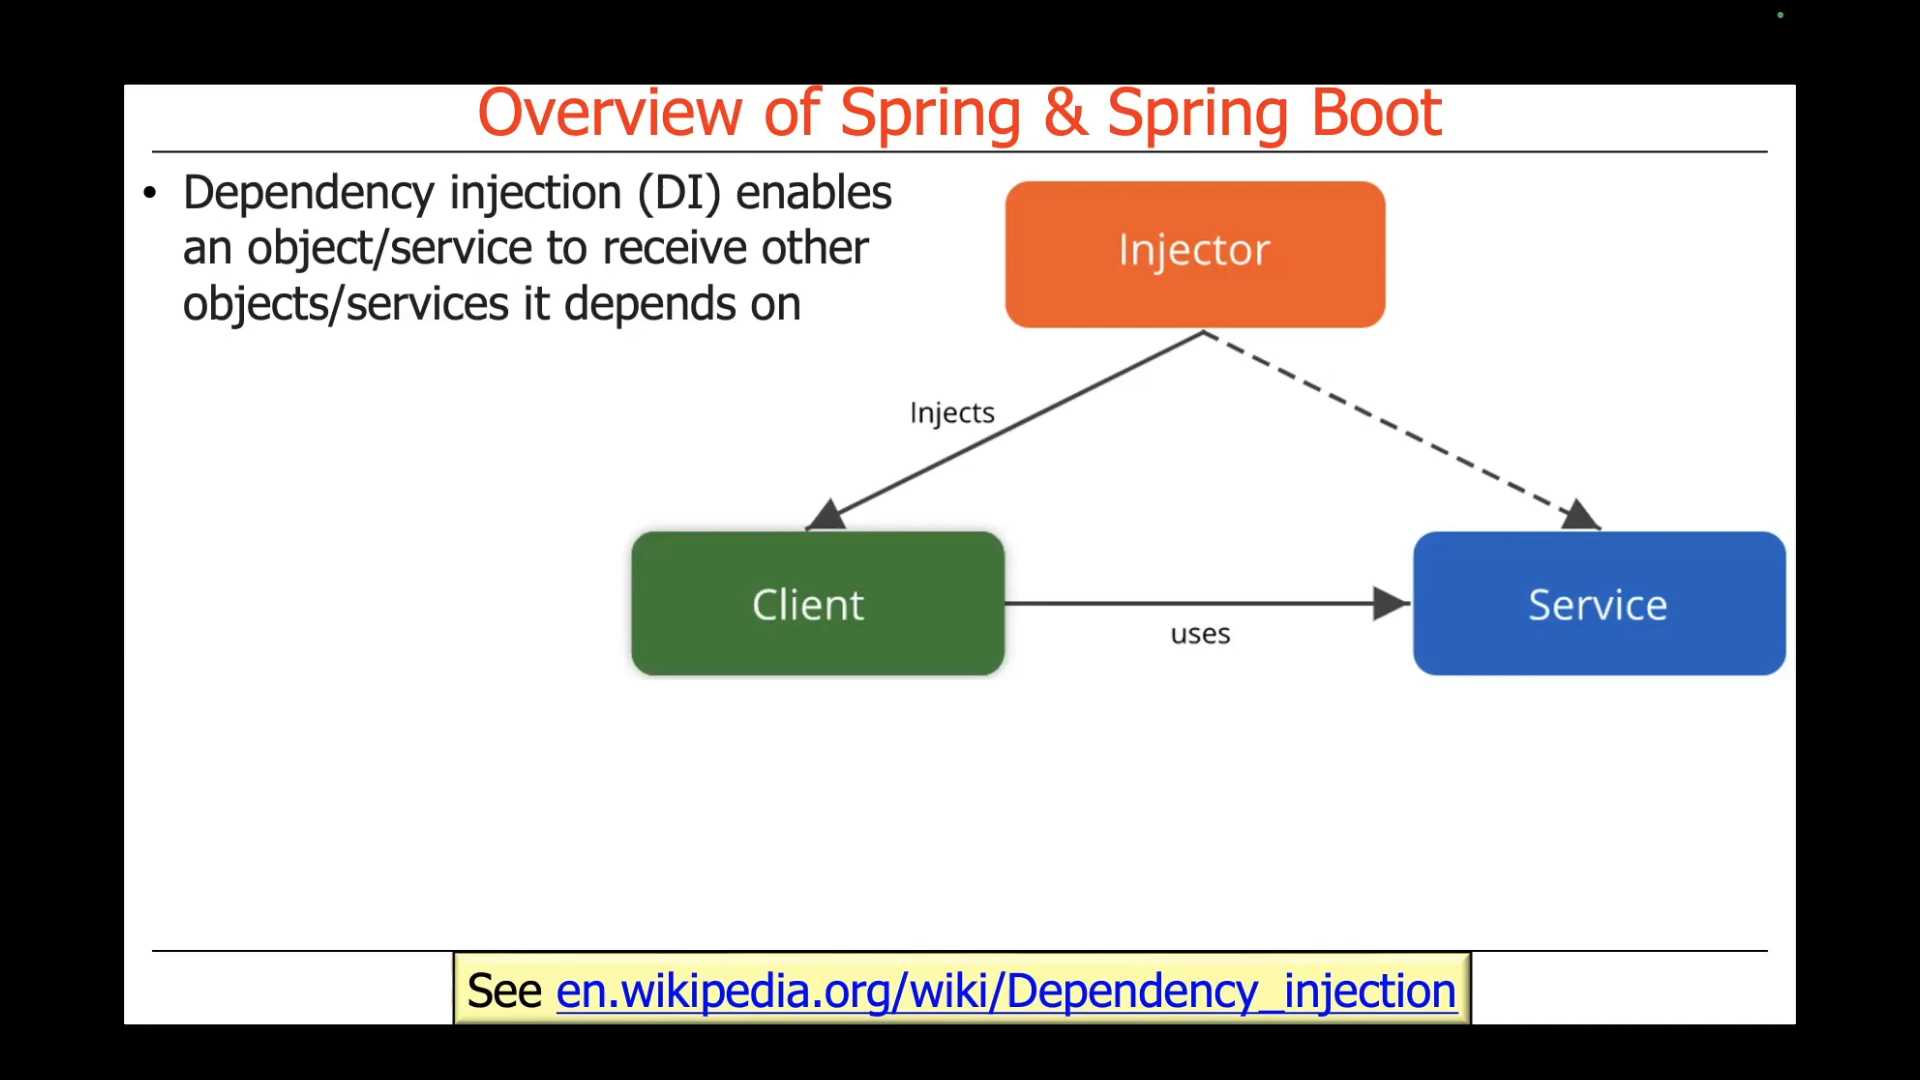 Overview of Spring & Spring Boot
• Dependency injection (DI) enables
an object/service to receive other
objects/services it depends on
Injector
Injects
Client
uses
Service
See en.wikipedia.org/wiki/Dependency_injection